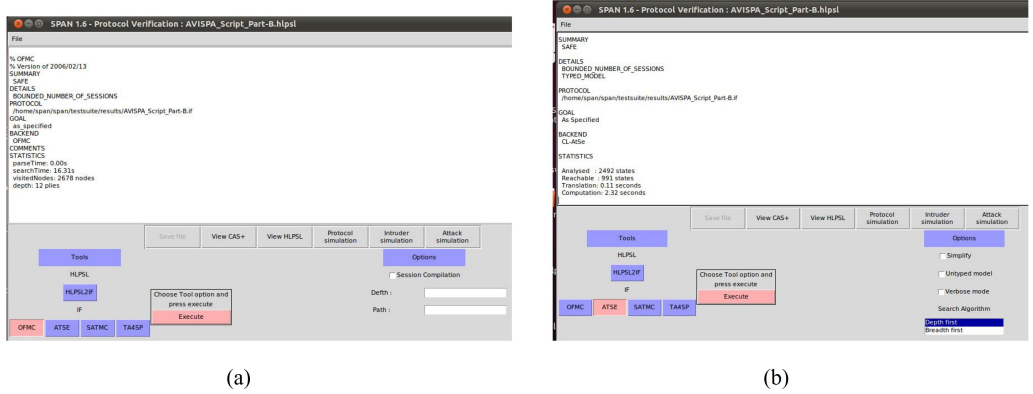 SPAN 1.6 - Protocol Verification : AVISPA_Script_Part-B.hlpsl
File
% OFMC
% Version of 2006/02/13
SUMMARY
SAFE
DETAILS
BOUNDED_NUMBER_OF_SESSIONS
PROTOCOL
/home/span/span/testsuite/results/AVISPA_Script_Part-B.if
GOAL
as_specified
BACKEND
OFMC
COMMENTS
STATISTICS
parseTime: 0.00s
searchTime: 16.31s
visitedNodes: 2678 nodes
depth: 12 plies
Save file
View CAS+
View HLPSL
Protocol
simulation
Intruder
simulation
Attack
simulation
Tools
HLPSL
HLPSL2IF
IF
OFMC
ATSE
SATMC
TA4SP
Choose Tool option and
press execute
Execute
Options
Session Compilation
Defth :
Path :
(a)
SPAN 1.6 - Protocol Verification : AVISPA_Script_Part-B.hlpsl
File
SUMMARY
SAFE
DETAILS
BOUNDED_NUMBER_OF_SESSIONS
TYPED_MODEL
PROTOCOL
/home/span/span/testsuite/results/AVISPA_Script_Part-B.if
GOAL
As Specified
BACKEND
CL-AtSe
STATISTICS
Analysed : 2492 states
Reachable : 991 states
Translation: 0.11 seconds
Computation: 2.32 seconds
Save file
View CAS+
View HLPSL
Protocol
simulation
Intruder
simulation
Attack
simulation
Tools
HLPSL
HLPSL2IF
IF
OFMC
ATSE
SATMC
TA4SP
Choose Tool option and
press execute
Execute
Options
Simplify
Untyped model
Verbose mode
Search Algorithm
Depth first
Breadth first
(b)